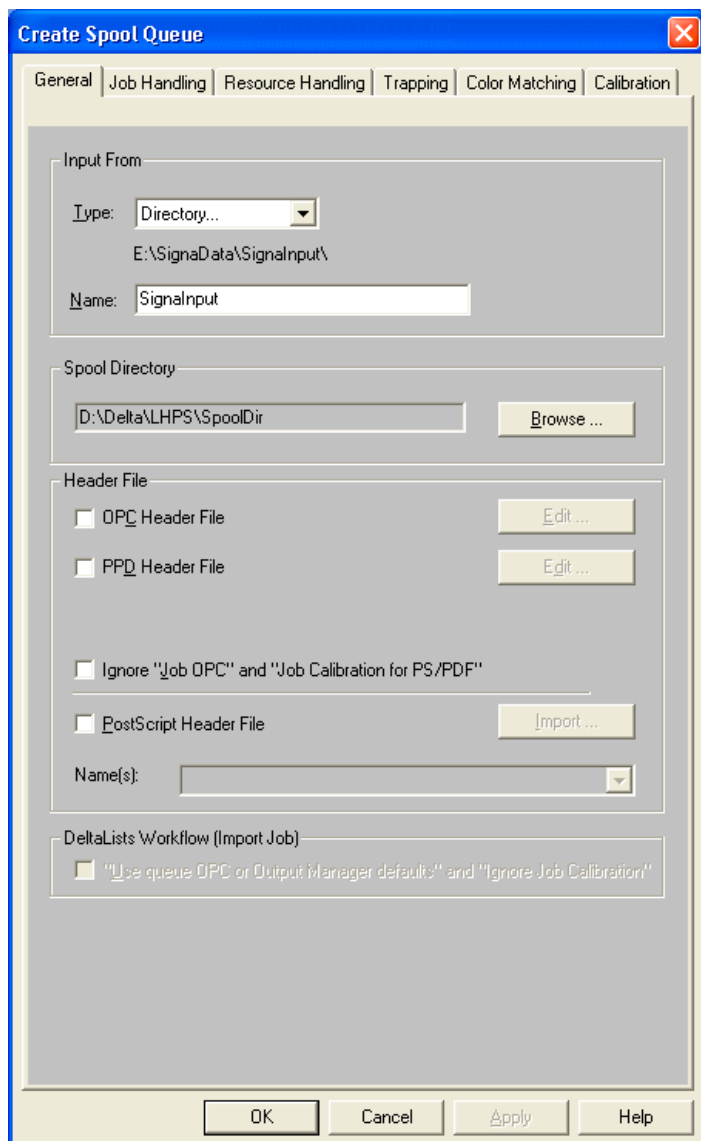 Create Spool Queue
General Job Handling Resource Handling Trapping Color Matching Calibration
Input From
Type: Directory...
E:\SignaData\SignaInput\
Name: SignaInput
Spool Directory
D:\Delta\LHPS\SpoolDir Browse ...
Header File
OPC Header File Edit ...
PPD Header File Edit ...
Ignore "Job OPC" and "Job Calibration for PS/PDF"
PostScript Header File Import ...
Name(s):
DeltaLists Workflow (Import Job)
"Use queue OPC or Output Manager defaults" and "Ignore Job Calibration"
OK Cancel Apply Help